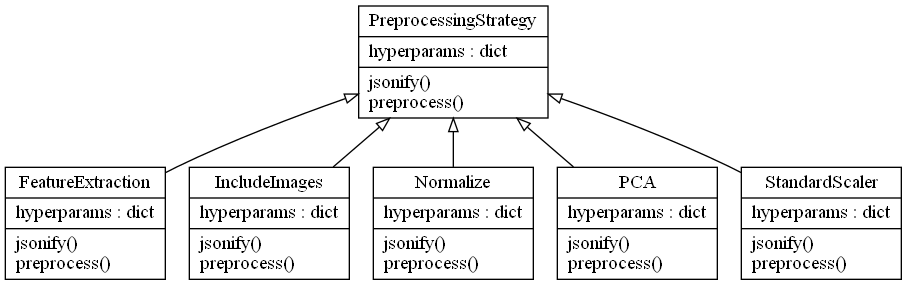 PreprocessingStrategy
hyperparams : dict
jsonify()
preprocess()
FeatureExtraction
hyperparams : dict
jsonify()
preprocess()
IncludeImages
hyperparams : dict
jsonify()
preprocess()
Normalize
hyperparams : dict
jsonify()
preprocess()
PCA
hyperparams : dict
jsonify()
preprocess()
StandardScaler
hyperparams : dict
jsonify()
preprocess()